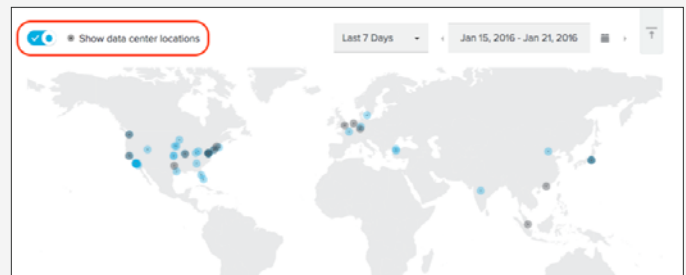 Show data center locations
Last 7 Days
Jan 15, 2016 - Jan 21, 2016